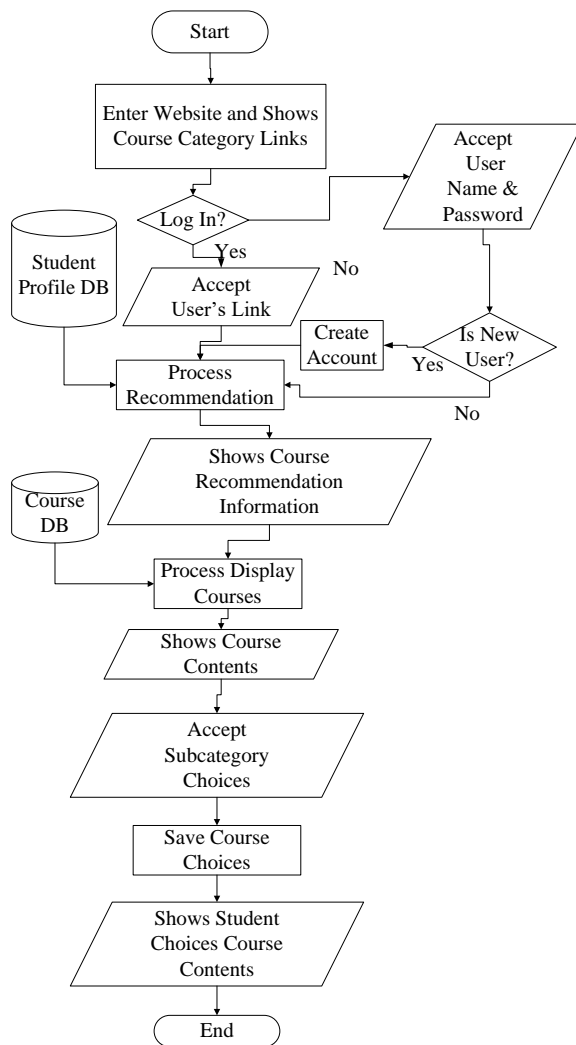 Start
Enter Website and Shows
Course Category Links
Accept
User
Name &
Password
Log In?
Yes
No
Student
Profile DB
Accept
User's Link
Create
Account
Is New
User?
Yes
No
Process
Recommendation
Shows Course
Recommendation
Information
Course
DB
Process Display
Courses
Shows Course
Contents
Accept
Subcategory
Choices
Save Course
Choices
Shows Student
Choices Course
Contents
End